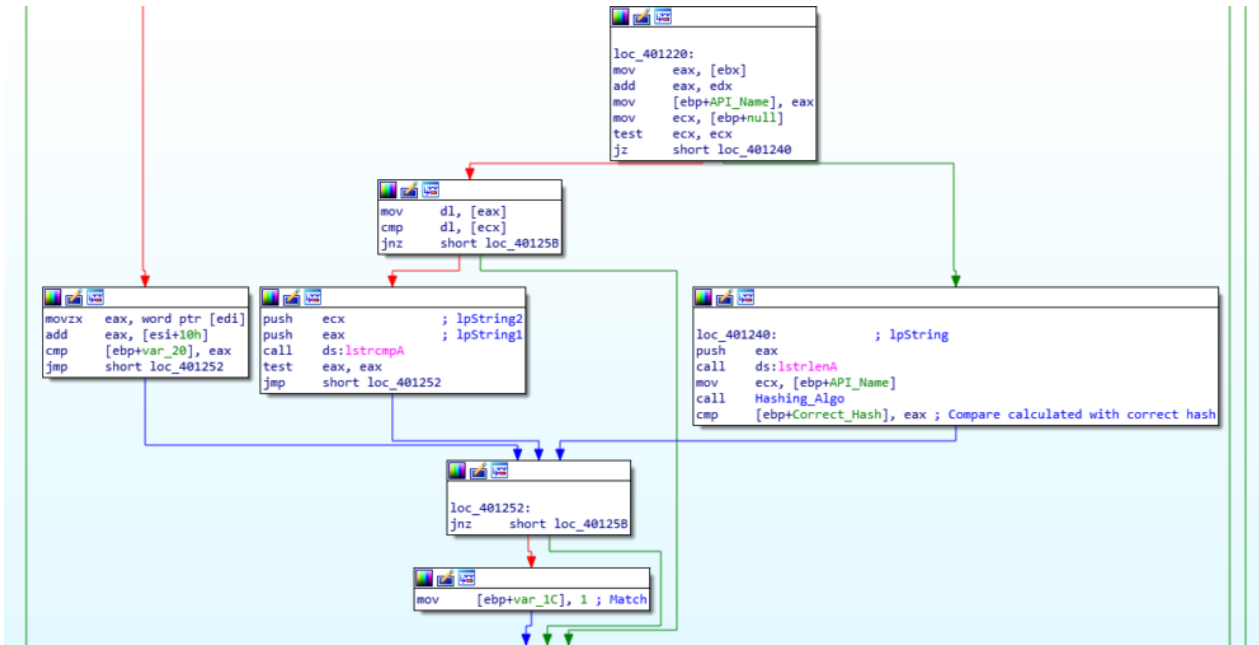 loc_401220:
mov eax, [ebx]
add eax, edx
mov [ebp+API_Name], eax
mov ecx, [ebp+null]
test ecx, ecx
jz short loc_401240
mov dl, [eax]
cmp dl, [ecx]
jnz short loc_40125B
movzx eax, word ptr [edi]
add eax, [esi+10h]
cmp [ebp+var_20], eax
jmp short loc_401252
push ecx ; lpString2
push eax ; lpString1
call ds:lstrcmpA
test eax, eax
jmp short loc_401252
loc_401240: ; lpString
push eax
call ds:lstrlenA
mov ecx, [ebp+API_Name]
call Hashing_Algo
cmp [ebp+Correct_Hash], eax ; Compare calculated with correct hash
loc_401252:
jnz short loc_40125B
mov [ebp+var_1C], 1 ; Match